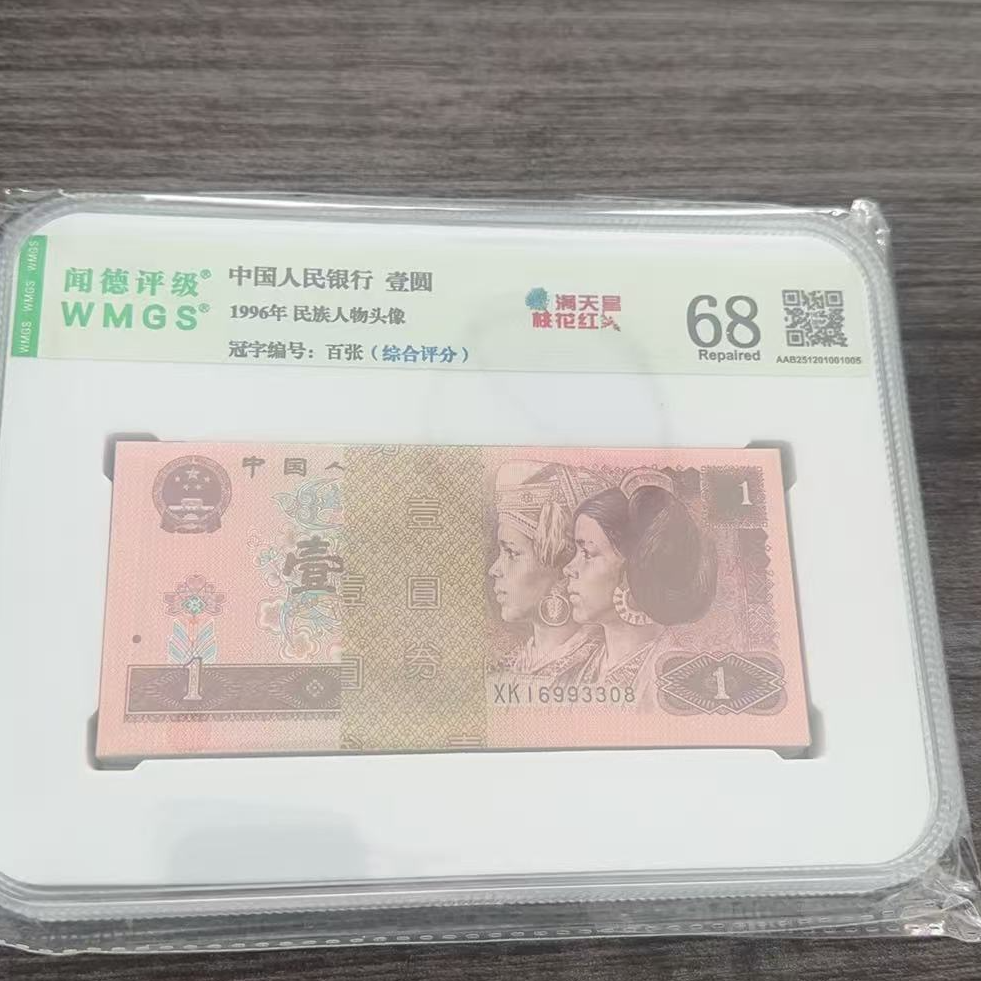 WMGS WMGS WMGS
闻德评级®
WMGS®
中国人民银行 壹圆
1996年 民族人物头像
冠字编号：百张（综合评分）
满天星
桃花红
68
Repaired
AAB251201001005
中国人
壹
1
壹
圆
券
壹
圆
1
XK16993308
1